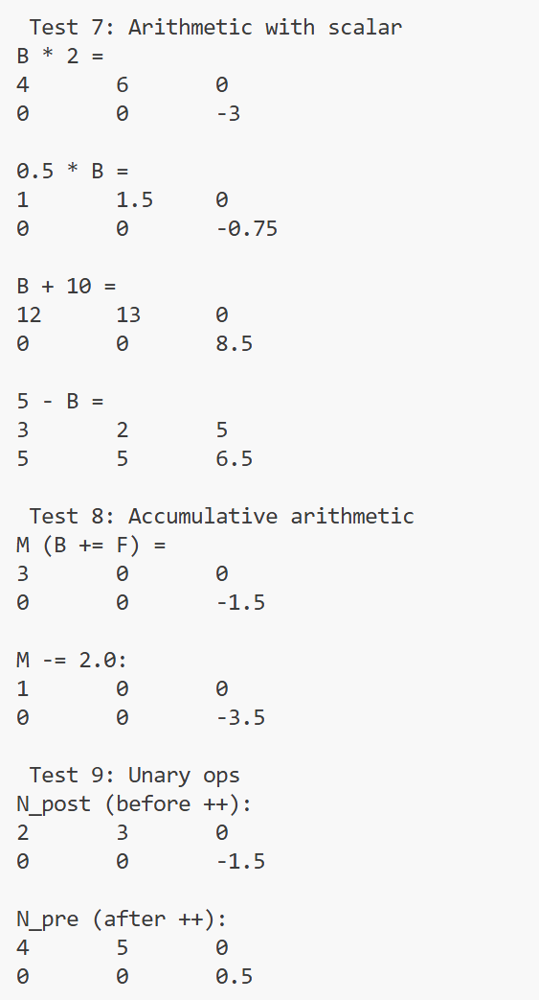 Test 7: Arithmetic with scalar
B * 2 =
4 6 0
0 0 -3
0.5 * B =
1 1.5 0
0 0 -0.75
B + 10 =
12 13 0
0 0 8.5
5 - B =
3 2 5
5 5 6.5
Test 8: Accumulative arithmetic
M (B += F) =
3 0 0
0 0 -1.5
M -= 2.0:
1 0 0
0 0 -3.5
Test 9: Unary ops
N_post (before ++):
2 3 0
0 0 -1.5
N_pre (after ++):
4 5 0
0 0 0.5